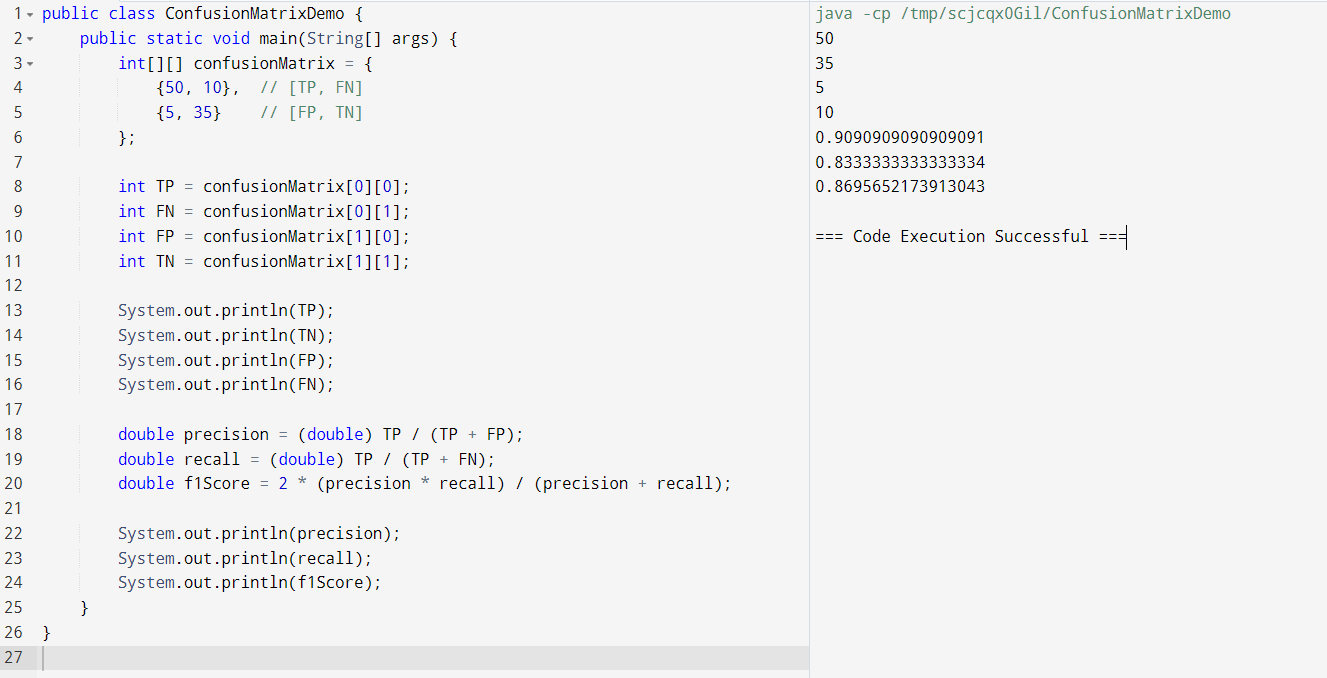 1 public class ConfusionMatrixDemo {
2     public static void main(String[] args) {
3         int[][] confusionMatrix = {
4             {50, 10},  // [TP, FN]
5             {5, 35}    // [FP, TN]
6         };
7
8         int TP = confusionMatrix[0][0];
9         int FN = confusionMatrix[0][1];
10         int FP = confusionMatrix[1][0];
11         int TN = confusionMatrix[1][1];
12
13         System.out.println(TP);
14         System.out.println(TN);
15         System.out.println(FP);
16         System.out.println(FN);
17
18         double precision = (double) TP / (TP + FP);
19         double recall = (double) TP / (TP + FN);
20         double f1Score = 2 * (precision * recall) / (precision + recall);
21
22         System.out.println(precision);
23         System.out.println(recall);
24         System.out.println(f1Score);
25     }
26 }
27
java -cp /tmp/scjcqxOGil/ConfusionMatrixDemo
50
35
5
10
0.9090909090909091
0.8333333333333334
0.8695652173913043
=== Code Execution Successful ===